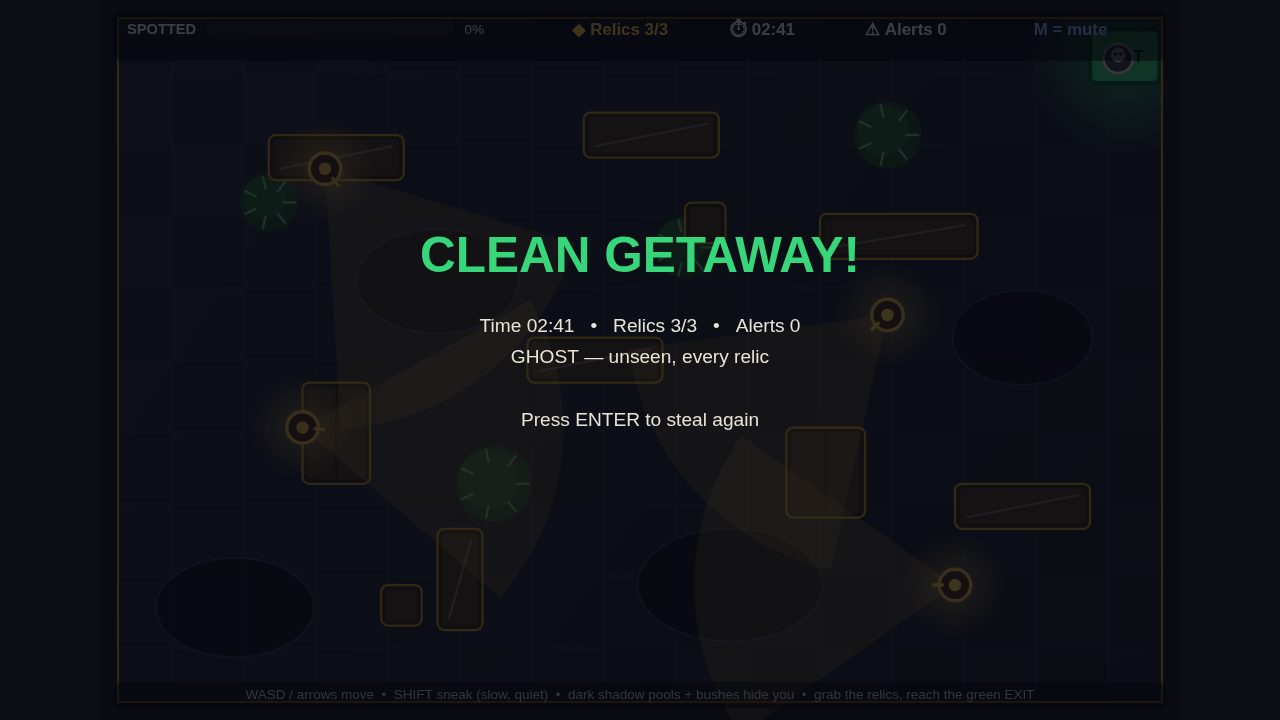 SPOTTED 0% ◆ Relics 3/3 ⏱ 02:41 ⚠ Alerts 0 M = mute
T
CLEAN GETAWAY!
Time 02:41 • Relics 3/3 • Alerts 0
GHOST — unseen, every relic
Press ENTER to steal again
WASD / arrows move • SHIFT sneak (slow, quiet) • dark shadow pools + bushes hide you • grab the relics, reach the green EXIT